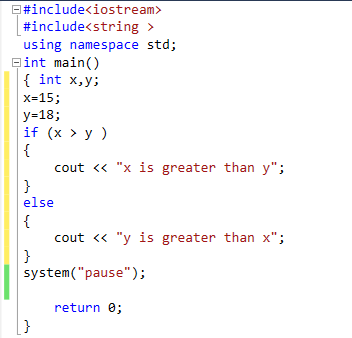 #include<iostream>
#include<string >
using namespace std;
int main()
{ int x,y;
x=15;
y=18;
if (x > y )
{
    cout << "x is greater than y";
}
else
{
    cout << "y is greater than x";
}
system("pause");
    return 0;
}